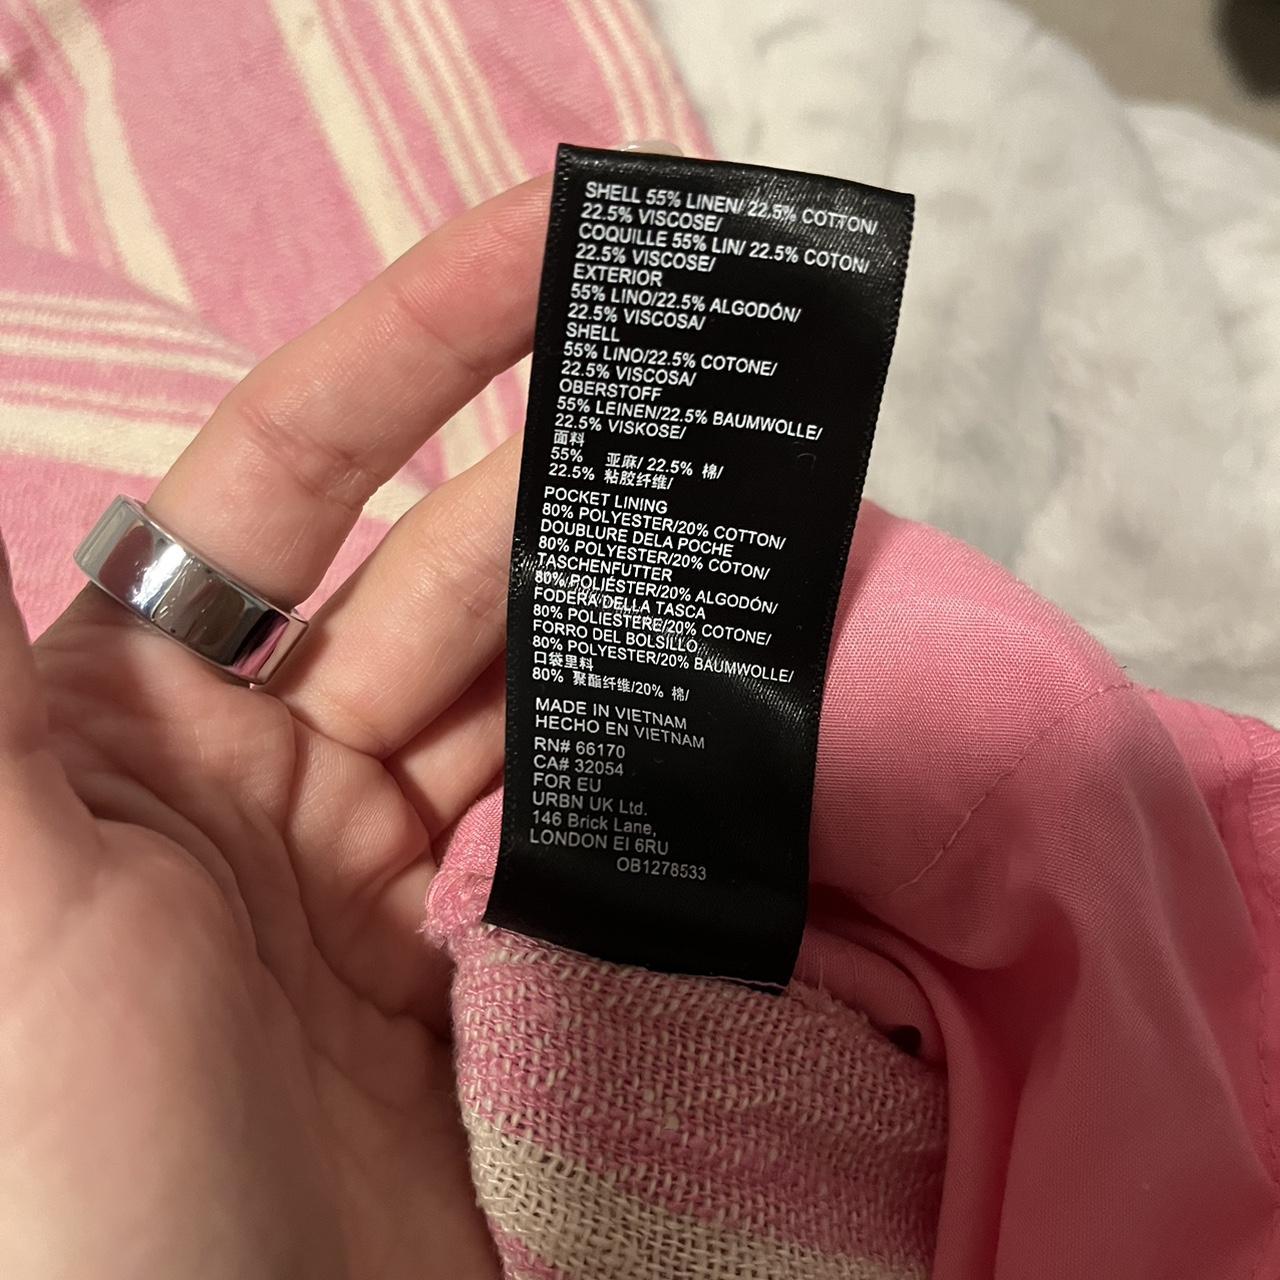 SHELL 55% LINEN/ 22.5% COTTON/
22.5% VISCOSE/
COQUILLE 55% LIN/ 22.5% COTON/
22.5% VISCOSE/
EXTERIOR
55% LINO/22.5% ALGODÓN/
22.5% VISCOSA/
SHELL
55% LINO/22.5% COTONE/
22.5% VISCOSA/
OBERSTOFF
55% LEINEN/22.5% BAUMWOLLE/
22.5% VISKOSE/
面料
55% 亚麻/ 22.5% 棉/
22.5% 粘胶纤维/
POCKET LINING
80% POLYESTER/20% COTTON/
DOUBLURE DELA POCHE
80% POLYESTER/20% COTON/
TASCHENFUTTER
80% POLIÉSTER/20% ALGODÓN/
FODERA DELLA TASCA
80% POLIESTERE/20% COTONE/
FORRO DEL BOLSILLO
80% POLYESTER/20% BAUMWOLLE/
口袋里料
80% 聚酯纤维/20% 棉/
MADE IN VIETNAM
HECHO EN VIETNAM
RN# 66170
CA# 32054
FOR EU
URBN UK Ltd.
146 Brick Lane,
LONDON EI 6RU
OB1278533